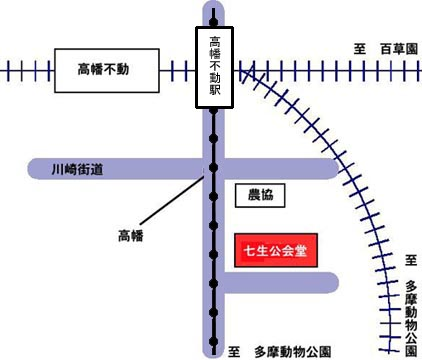 至 百草園
高幡不動
高幡不動駅
川崎街道
農協
高幡
七生公会堂
至 多摩動物公園
至 多摩動物公園